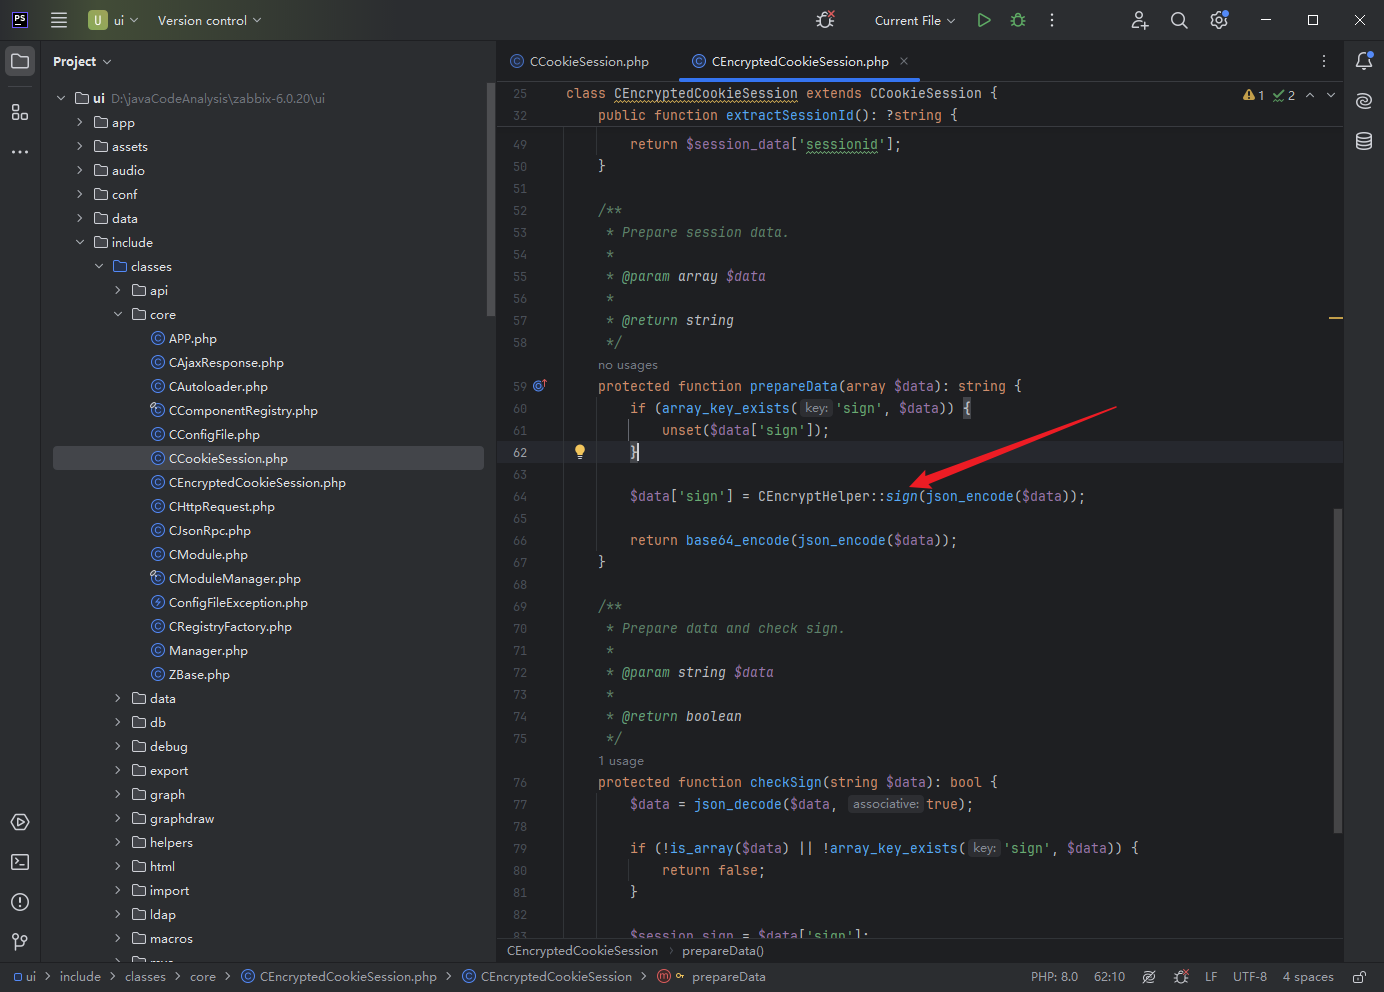 PS
U ui
Version control
Current File
Project
CCookieSession.php
CEncryptedCookieSession.php
ui D:\javaCodeAnalysis\zabbix-6.0.20\ui
app
assets
audio
conf
data
include
classes
api
core
APP.php
CAjaxResponse.php
CAutoloader.php
CComponentRegistry.php
CConfigFile.php
CCookieSession.php
CEncryptedCookieSession.php
CHttpRequest.php
CJsonRpc.php
CModule.php
CModuleManager.php
ConfigFileException.php
CRegistryFactory.php
Manager.php
ZBase.php
data
db
debug
export
graph
graphdraw
helpers
html
import
ldap
macros
25 class CEncryptedCookieSession extends CCookieSession {
1 2
32 public function extractSessionId(): ?string {
49 return $session_data['sessionid'];
50 }
51
52 /**
53 * Prepare session data.
54 *
55 * @param array $data
56 *
57 * @return string
58 */
no usages
59 protected function prepareData(array $data): string {
60 if (array_key_exists( key: 'sign', $data)) {
61 unset($data['sign']);
62 }
63
64 $data['sign'] = CEncryptHelper::sign(json_encode($data));
65
66 return base64_encode(json_encode($data));
67 }
68
69 /**
70 * Prepare data and check sign.
71 *
72 * @param string $data
73 *
74 * @return boolean
75 */
1 usage
76 protected function checkSign(string $data): bool {
77 $data = json_decode($data, associative: true);
78
79 if (!is_array($data) || !array_key_exists( key: 'sign', $data)) {
80 return false;
81 }
82
83 $session_sign = $data['sign'];
CEncryptedCookieSession › prepareData()
ui › include › classes › core › CEncryptedCookieSession.php › CEncryptedCookieSession › m prepareData
PHP: 8.0 62:10 LF UTF-8 4 spaces